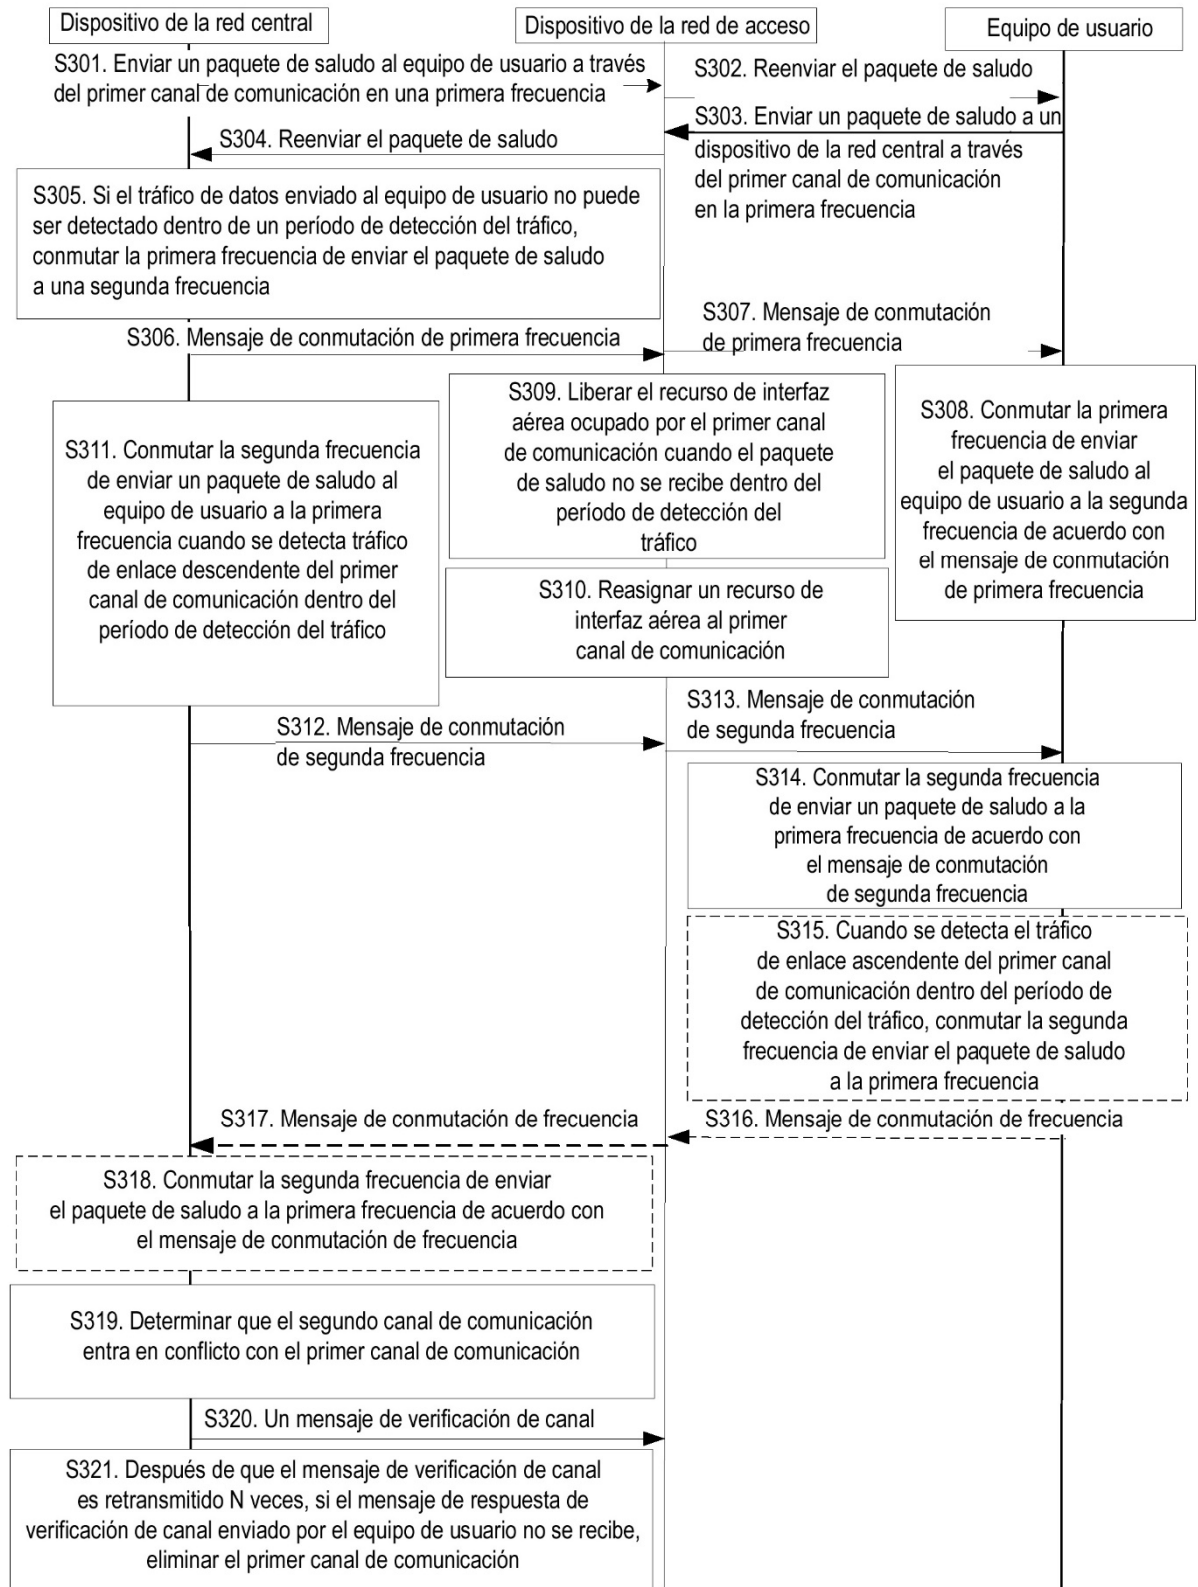 Dispositivo de la red central
Dispositivo de la red de acceso
Equipo de usuario
S301. Enviar un paquete de saludo al equipo de usuario a través
del primer canal de comunicación en una primera frecuencia
S302. Reenviar el paquete de saludo
S303. Enviar un paquete de saludo a un
dispositivo de la red central a través
del primer canal de comunicación
en la primera frecuencia
S304. Reenviar el paquete de saludo
S305. Si el tráfico de datos enviado al equipo de usuario no puede
ser detectado dentro de un período de detección del tráfico,
conmutar la primera frecuencia de enviar el paquete de saludo
a una segunda frecuencia
S306. Mensaje de conmutación de primera frecuencia
S307. Mensaje de conmutación
de primera frecuencia
S309. Liberar el recurso de interfaz
aérea ocupado por el primer canal
de comunicación cuando el paquete
de saludo no se recibe dentro del
período de detección del
tráfico
S308. Conmutar la primera
frecuencia de enviar
el paquete de saludo al
equipo de usuario a la segunda
frecuencia de acuerdo con
el mensaje de conmutación
de primera frecuencia
S311. Conmutar la segunda frecuencia
de enviar un paquete de saludo al
equipo de usuario a la primera
frecuencia cuando se detecta tráfico
de enlace descendente del primer
canal de comunicación dentro del
período de detección del tráfico
S310. Reasignar un recurso de
interfaz aérea al primer
canal de comunicación
S312. Mensaje de conmutación
de segunda frecuencia
S313. Mensaje de conmutación
de segunda frecuencia
S314. Conmutar la segunda frecuencia
de enviar un paquete de saludo a la
primera frecuencia de acuerdo con
el mensaje de conmutación
de segunda frecuencia
S315. Cuando se detecta el tráfico
de enlace ascendente del primer canal
de comunicación dentro del período de
detección del tráfico, conmutar la segunda
frecuencia de enviar el paquete de saludo
a la primera frecuencia
S317. Mensaje de conmutación de frecuencia
S316. Mensaje de conmutación de frecuencia
S318. Conmutar la segunda frecuencia de enviar
el paquete de saludo a la primera frecuencia de acuerdo con
el mensaje de conmutación de frecuencia
S319. Determinar que el segundo canal de comunicación
entra en conflicto con el primer canal de comunicación
S320. Un mensaje de verificación de canal
S321. Después de que el mensaje de verificación de canal
es retransmitido N veces, si el mensaje de respuesta de
verificación de canal enviado por el equipo de usuario no se recibe,
eliminar el primer canal de comunicación